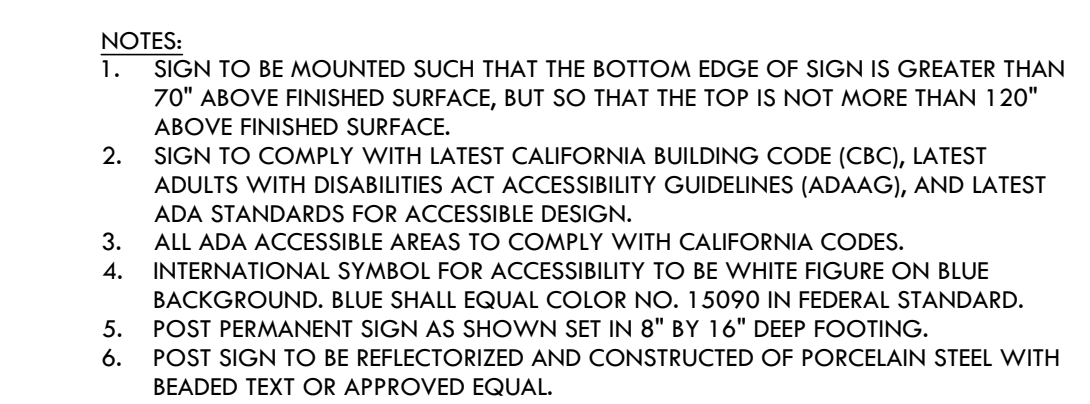 NOTES:
1. SIGN TO BE MOUNTED SUCH THAT THE BOTTOM EDGE OF SIGN IS GREATER THAN
70" ABOVE FINISHED SURFACE, BUT SO THAT THE TOP IS NOT MORE THAN 120"
ABOVE FINISHED SURFACE.
2. SIGN TO COMPLY WITH LATEST CALIFORNIA BUILDING CODE (CBC), LATEST
ADULTS WITH DISABILITIES ACT ACCESSIBILITY GUIDELINES (ADAAG), AND LATEST
ADA STANDARDS FOR ACCESSIBLE DESIGN.
3. ALL ADA ACCESSIBLE AREAS TO COMPLY WITH CALIFORNIA CODES.
4. INTERNATIONAL SYMBOL FOR ACCESSIBILITY TO BE WHITE FIGURE ON BLUE
BACKGROUND. BLUE SHALL EQUAL COLOR NO. 15090 IN FEDERAL STANDARD.
5. POST PERMANENT SIGN AS SHOWN SET IN 8" BY 16" DEEP FOOTING.
6. POST SIGN TO BE REFLECTORIZED AND CONSTRUCTED OF PORCELAIN STEEL WITH
BEADED TEXT OR APPROVED EQUAL.